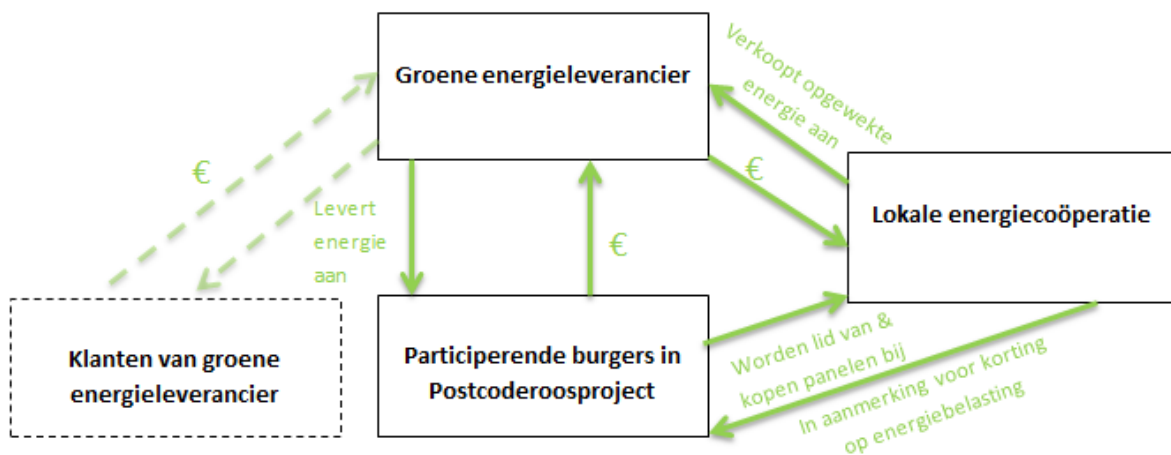 Groene energieleverancier
Verkoopt opgewekte
energie aan
€
€
Levert
energie
aan
€
Lokale energiecoöperatie
Klanten van groene
energieleverancier
Participerende burgers in
Postcoderoosproject
Worden lid van &
kopen panelen bij
In aanmerking voor korting
op energiebelasting